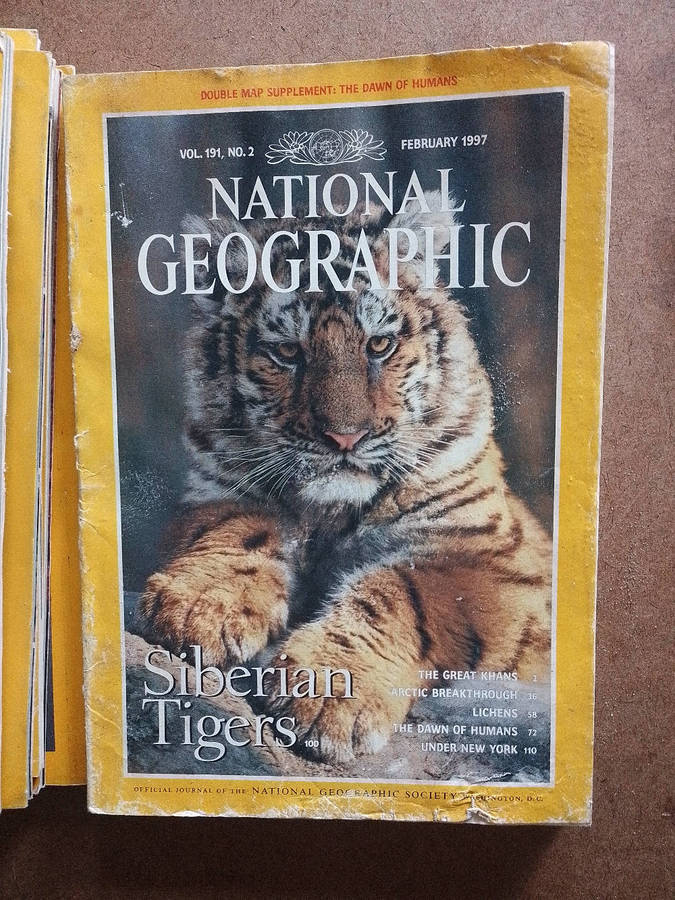 DOUBLE MAP SUPPLEMENT: THE DAWN OF HUMANS
VOL. 191, NO. 2
FEBRUARY 1997
NATIONAL
GEOGRAPHIC
Siberian
Tigers 100
THE GREAT KHANS 2
ARCTIC BREAKTHROUGH 36
LICHENS 58
THE DAWN OF HUMANS 72
UNDER NEW YORK 110
OFFICIAL JOURNAL OF THE NATIONAL GEOGRAPHIC SOCIETY WASHINGTON, D.C.